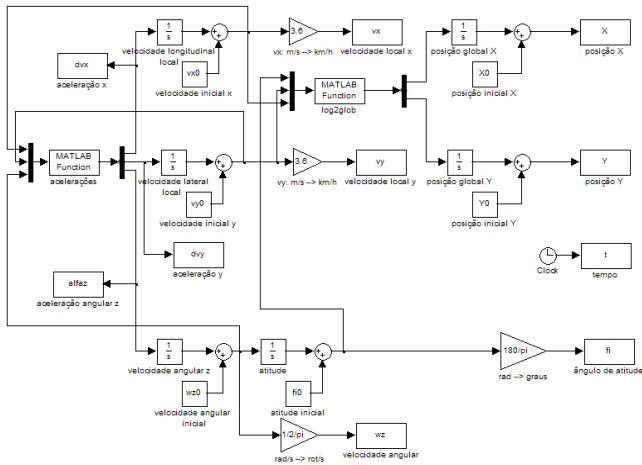 1
s
velocidade longitudinal
local
3.6
vx: m/s --> km/h
vx
velocidade local x
1
s
posição global X
X
posição X
dvx
aceleração x
vx0
velocidade inicial x
X0
posição inicial X
MATLAB
Function
log2glob
MATLAB
Function
acelerações
1
s
velocidade lateral
local
3.6
vy: m/s --> km/h
vy
velocidade local y
1
s
posição global Y
Y
posição Y
vy0
velocidade inicial y
Y0
posição inicial Y
dvy
aceleração y
Clock
t
tempo
alfaz
aceleração angular z
1
s
velocidade angular z
1
s
atitude
180/pi
rad --> graus
fi
ângulo de atitude
wz0
velocidade angular
inicial
fi0
atitude inicial
1/2/pi
rad/s --> rot/s
wz
velocidade angular